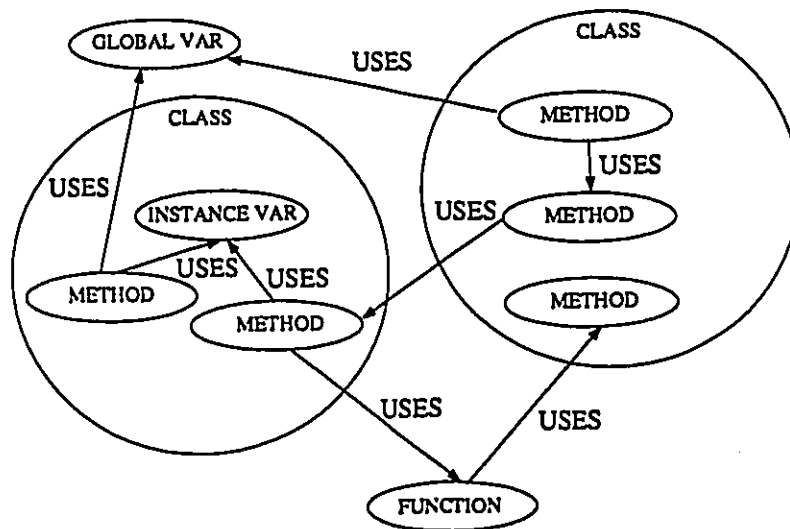 GLOBAL VAR
CLASS
USES
METHOD
CLASS
USES
USES
METHOD
INSTANCE VAR
USES
USES
USES
METHOD
METHOD
METHOD
USES
USES
FUNCTION